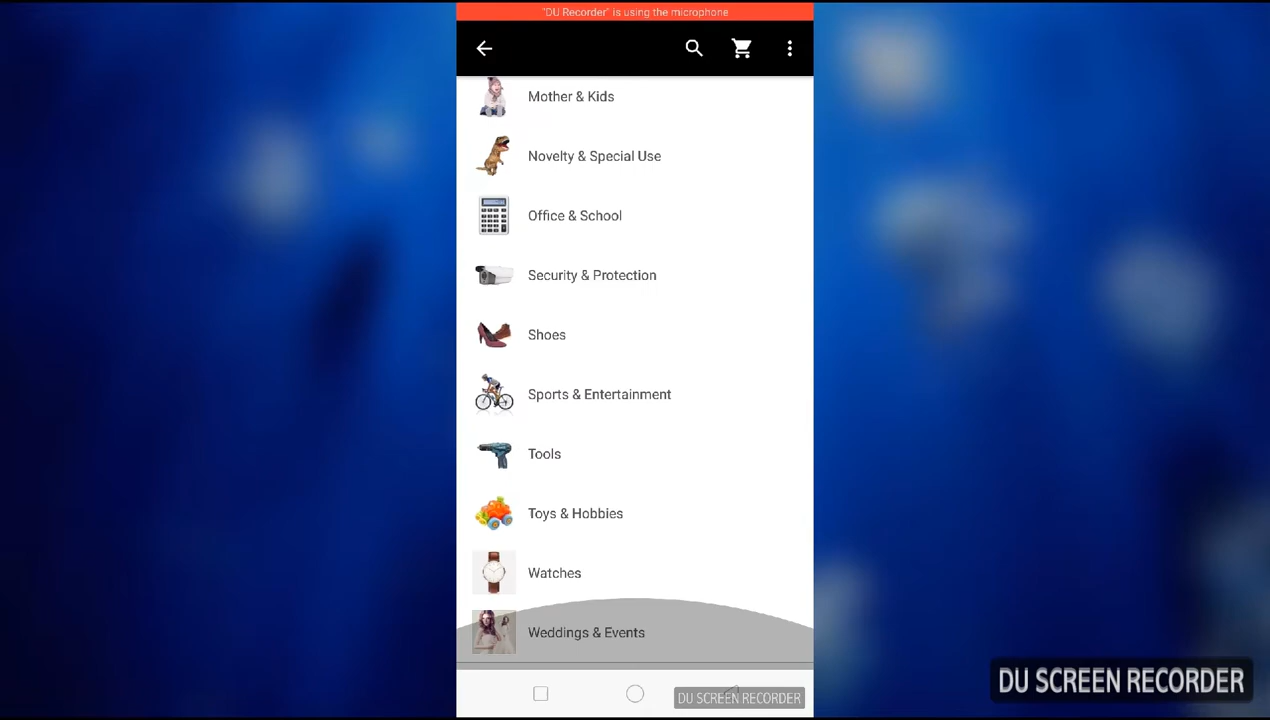 "DU Recorder" is using the microphone
Mother & Kids
Novelty & Special Use
Office & School
Security & Protection
Shoes
Sports & Entertainment
Tools
Toys & Hobbies
Watches
Weddings & Events
DU SCREEN RECORDER
DU SCREEN RECORDER